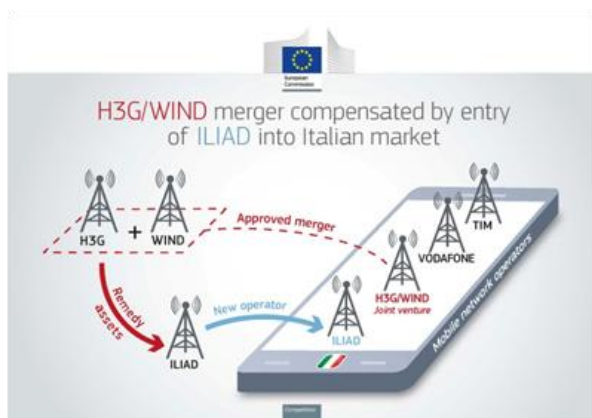 European
Commission
H3G/WIND merger compensated by entry
of ILIAD into Italian market
H3G
+
WIND
Approved merger
TIM
VODAFONE
H3G/WIND
Joint venture
Remedy
assets
New operator
ILIAD
ILIAD
Mobile network operators
Competition